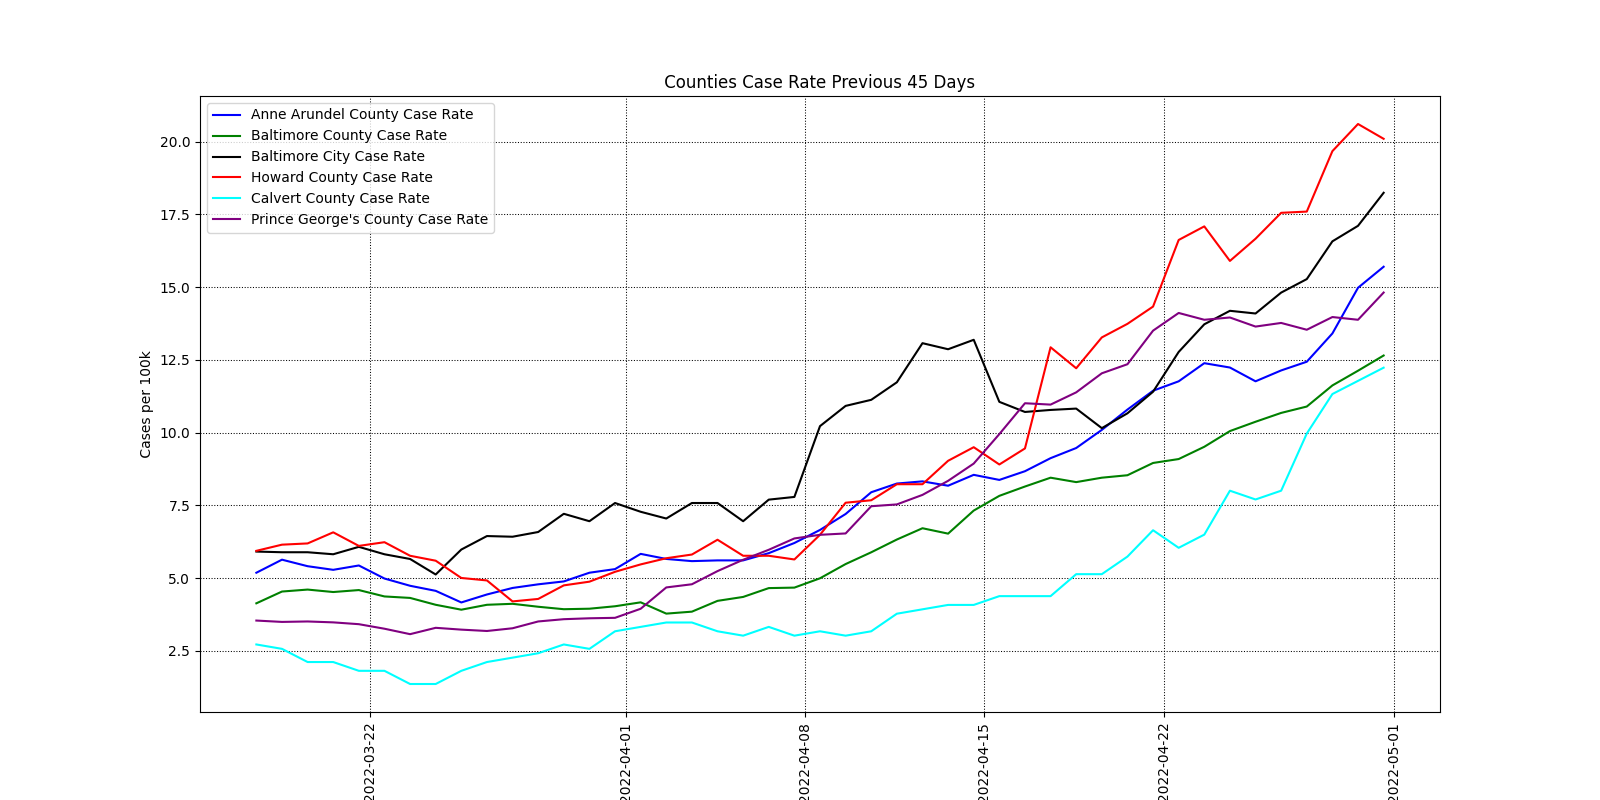 Counties Case Rate Previous 45 Days
Anne Arundel County Case Rate
Baltimore County Case Rate
Baltimore City Case Rate
Howard County Case Rate
Calvert County Case Rate
Prince George's County Case Rate
Cases per 100k
20.0
17.5
15.0
12.5
10.0
7.5
5.0
2.5
2022-03-22
2022-04-01
2022-04-08
2022-04-15
2022-04-22
2022-05-01